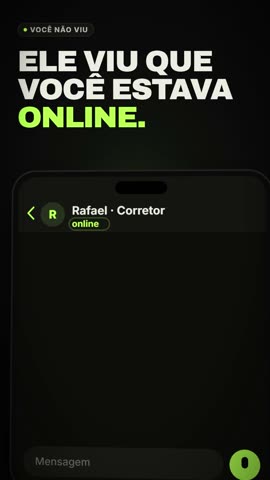 VOCÊ NÃO VIU
ELE VIU QUE
VOCÊ ESTAVA
ONLINE.
R
Rafael · Corretor
online
Mensagem